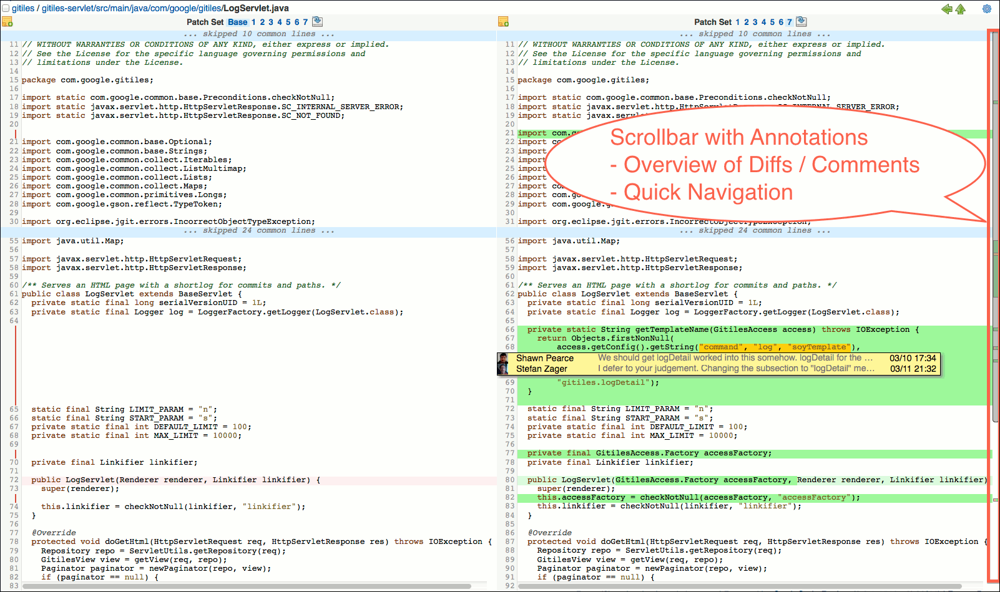 gitiles / gitiles-servlet/src/main/java/com/google/gitiles/LogServlet.java
Patch Set Base 1 2 3 4 5 6 7
... skipped 10 common lines ...
11 // WITHOUT WARRANTIES OR CONDITIONS OF ANY KIND, either express or implied.
12 // See the License for the specific language governing permissions and
13 // limitations under the License.
14
15 package com.google.gitiles;
16
17 import static com.google.common.base.Preconditions.checkNotNull;
18 import static javax.servlet.http.HttpServletResponse.SC_INTERNAL_SERVER_ERROR;
19 import static javax.servlet.http.HttpServletResponse.SC_NOT_FOUND;
20
21 import com.google.common.base.Optional;
22 import com.google.common.base.Strings;
23 import com.google.common.collect.Iterables;
24 import com.google.common.collect.ListMultimap;
25 import com.google.common.collect.Lists;
26 import com.google.common.collect.Maps;
27 import com.google.common.primitives.Longs;
28 import com.google.gson.reflect.TypeToken;
29
30 import org.eclipse.jgit.errors.IncorrectObjectTypeException;
... skipped 24 common lines ...
55 import java.util.Map;
56
57 import javax.servlet.http.HttpServletRequest;
58 import javax.servlet.http.HttpServletResponse;
59
60 /** Serves an HTML page with a shortlog for commits and paths. */
61 public class LogServlet extends BaseServlet {
62 private static final long serialVersionUID = 1L;
63 private static final Logger log = LoggerFactory.getLogger(LogServlet.class);
64
65 static final String LIMIT_PARAM = "n";
66 static final String START_PARAM = "s";
67 private static final int DEFAULT_LIMIT = 100;
68 private static final int MAX_LIMIT = 10000;
69
70 private final Linkifier linkifier;
71
72 public LogServlet(Renderer renderer, Linkifier linkifier) {
73 super(renderer);
74 this.linkifier = checkNotNull(linkifier, "linkifier");
75 }
76
77 @Override
78 protected void doGetHtml(HttpServletRequest req, HttpServletResponse res) throws IOException {
79 Repository repo = ServletUtils.getRepository(req);
80 GitilesView view = getView(req, repo);
81 Paginator paginator = newPaginator(repo, view);
82 if (paginator == null) {
83
Patch Set 1 2 3 4 5 6 7
... skipped 10 common lines ...
11 // WITHOUT WARRANTIES OR CONDITIONS OF ANY KIND, either express or implied.
12 // See the License for the specific language governing permissions and
13 // limitations under the License.
14
15 package com.google.gitiles;
16
17 import static com.google.common.base.Preconditions.checkNotNull;
18 import static javax.servlet.http.HttpServletResponse.SC_INTERNAL_SERVER_ERROR;
19 import static
20
21 import
22 import
23 import
24 import
25 import
26 import
27 import
28 import
29 import
30
31 import org.eclipse.jgit.errors.IncorrectObjectTypeException;
Scrollbar with Annotations
- Overview of Diffs / Comments
- Quick Navigation
... skipped 24 common lines ...
56 import java.util.Map;
57
58 import javax.servlet.http.HttpServletRequest;
59 import javax.servlet.http.HttpServletResponse;
60
61 /** Serves an HTML page with a shortlog for commits and paths. */
62 public class LogServlet extends BaseServlet {
63 private static final long serialVersionUID = 1L;
64 private static final Logger log = LoggerFactory.getLogger(LogServlet.class);
65
66 private static String getTemplateName(GitilesAccess access) throws IOException {
67 return Objects.firstNonNull(
68 access.getConfig().getString("command", "log", "soyTemplate"),
Shawn Pearce We should get logDetail worked into this somehow. logDetail for the ... 03/10 17:34
Stefan Zager I defer to your judgement. Changing the subsection to "logDetail" me... 03/11 21:32
69 "gitiles.logDetail");
70 }
71
72 static final String LIMIT_PARAM = "n";
73 static final String START_PARAM = "s";
74 private static final int DEFAULT_LIMIT = 100;
75 private static final int MAX_LIMIT = 10000;
76
77 private final GitilesAccess.Factory accessFactory;
78 private final Linkifier linkifier;
79
80 public LogServlet(GitilesAccess.Factory accessFactory, Renderer renderer, Linkifier linkifier)
81 super(renderer);
82 this.accessFactory = checkNotNull(accessFactory, "accessFactory");
83 this.linkifier = checkNotNull(linkifier, "linkifier");
84 }
85
86 @Override
87 protected void doGetHtml(HttpServletRequest req, HttpServletResponse res) throws IOException
88 Repository repo = ServletUtils.getRepository(req);
89 GitilesView view = getView(req, repo);
90 Paginator paginator = newPaginator(repo, view);
91 if (paginator == null) {
92